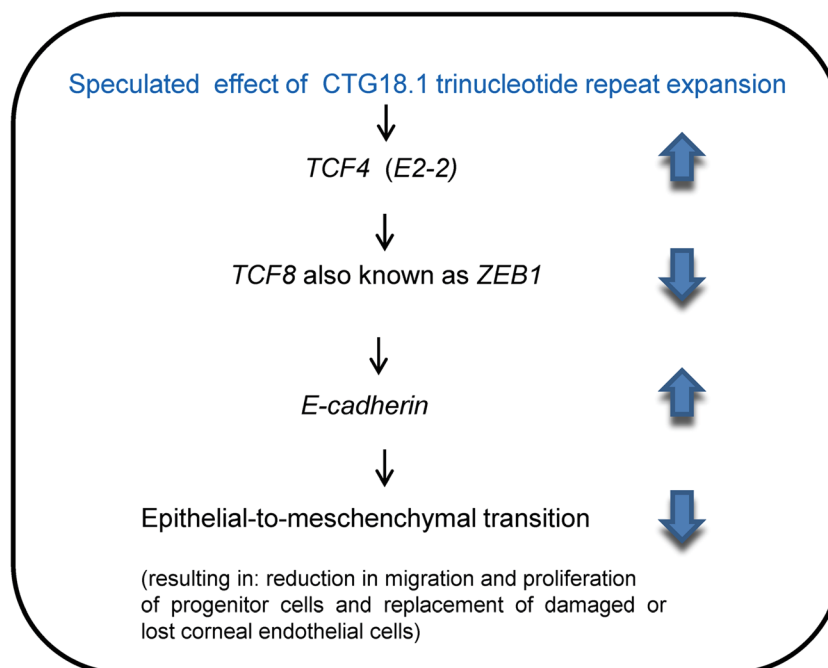 Speculated effect of CTG18.1 trinucleotide repeat expansion
TCF4 (E2-2)
TCF8 also known as ZEB1
E-cadherin
Epithelial-to-meschenchymal transition
(resulting in: reduction in migration and proliferation
of progenitor cells and replacement of damaged or
lost corneal endothelial cells)